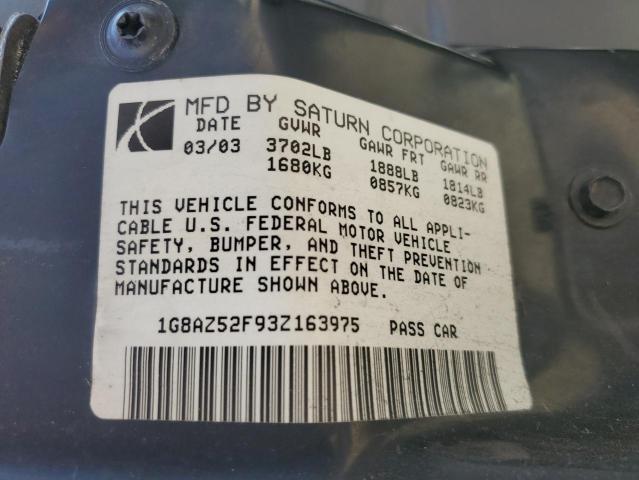 MFD BY SATURN CORPORATION
DATE GVWR GAWR FRT GAWR RR
03/03 3702LB 1888LB 1814LB
1680KG 0857KG 0823KG
THIS VEHICLE CONFORMS TO ALL APPLI-
CABLE U.S. FEDERAL MOTOR VEHICLE
SAFETY, BUMPER, AND THEFT PREVENTION
STANDARDS IN EFFECT ON THE DATE OF
MANUFACTURE SHOWN ABOVE.
1G8AZ52F93Z163975 PASS CAR